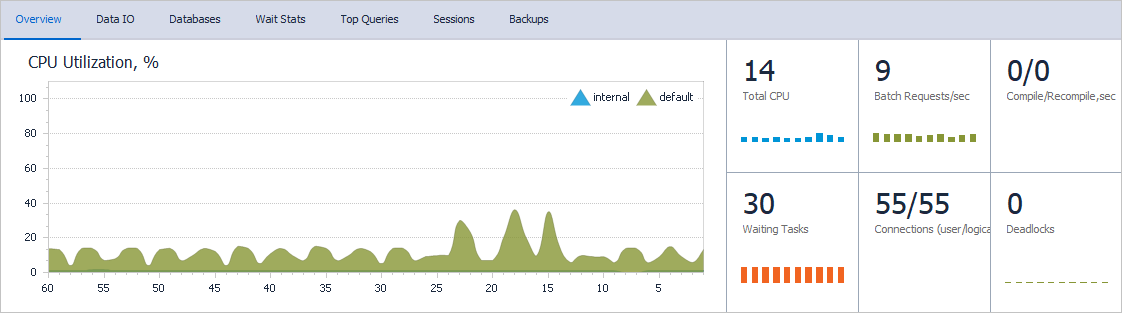 Overview Data IO Databases Wait Stats Top Queries Sessions Backups
CPU Utilization, %
internal default
100
80
60
40
20
0
60 55 50 45 40 35 30 25 20 15 10 5
14
Total CPU
9
Batch Requests/sec
0/0
Compile/Recompile,sec
30
Waiting Tasks
55/55
Connections (user/logica
0
Deadlocks